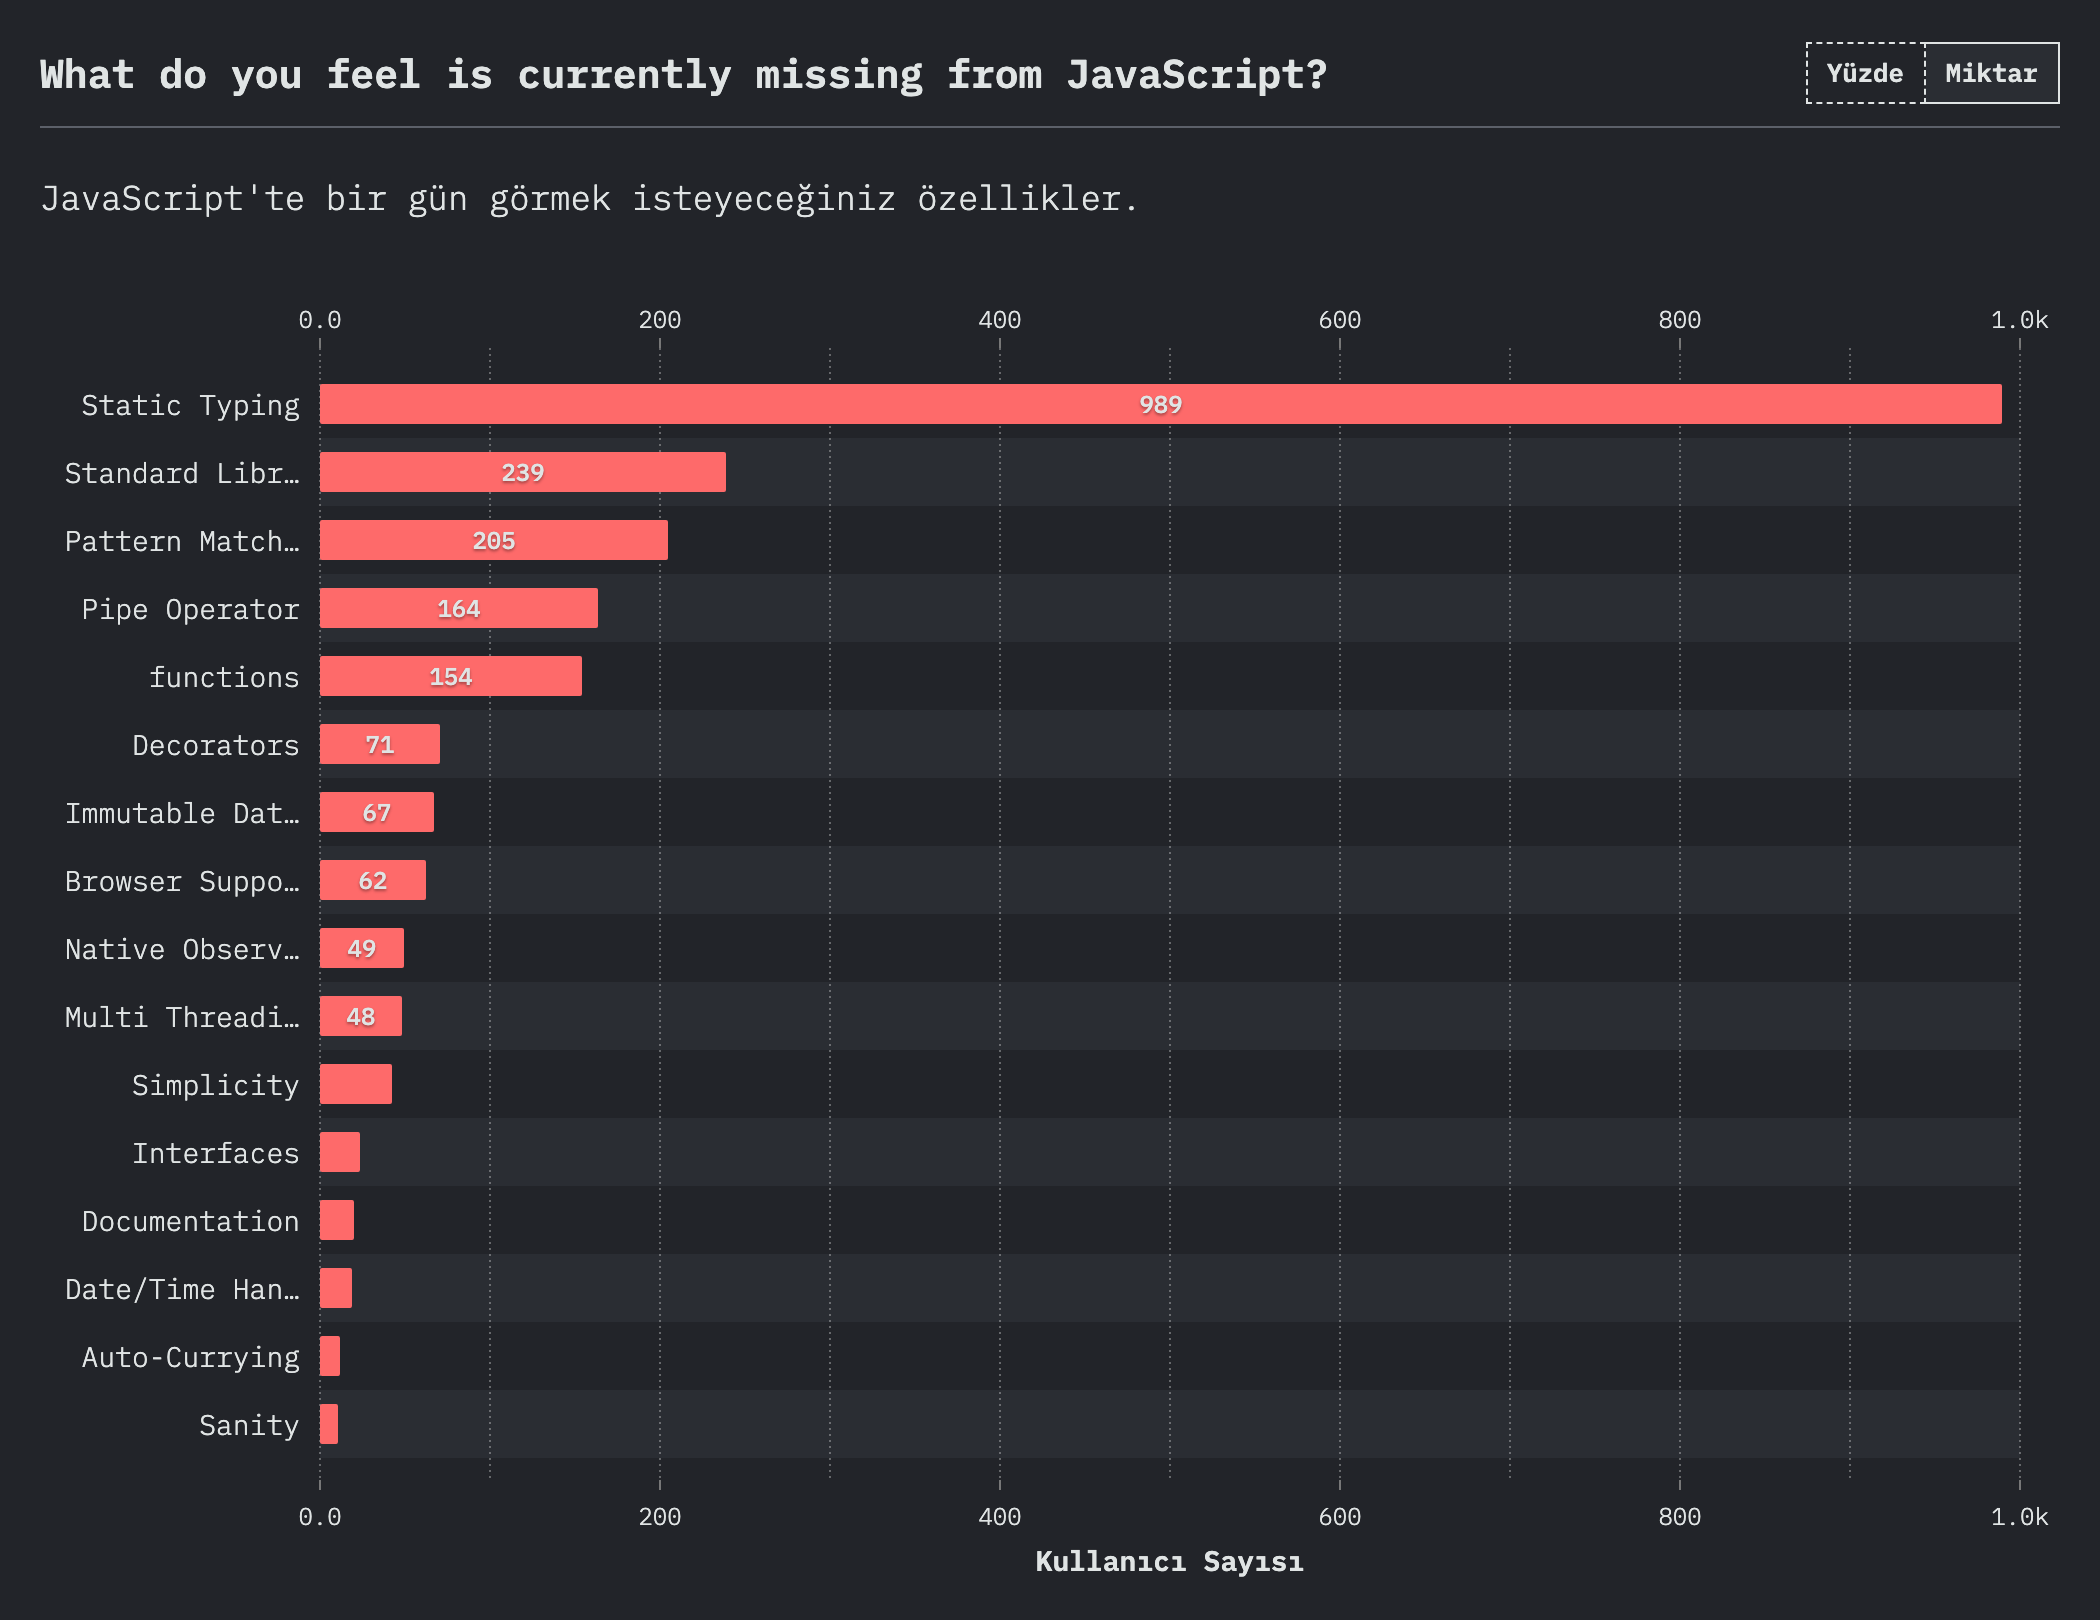 What do you feel is currently missing from JavaScript?
Yüzde Miktar
JavaScript'te bir gün görmek isteyeceğiniz özellikler.
0.0 200 400 600 800 1.0k
Static Typing 989
Standard Libr… 239
Pattern Match… 205
Pipe Operator 164
functions 154
Decorators 71
Immutable Dat… 67
Browser Suppo… 62
Native Observ… 49
Multi Threadi… 48
Simplicity
Interfaces
Documentation
Date/Time Han…
Auto-Currying
Sanity
0.0 200 400 600 800 1.0k
Kullanıcı Sayısı